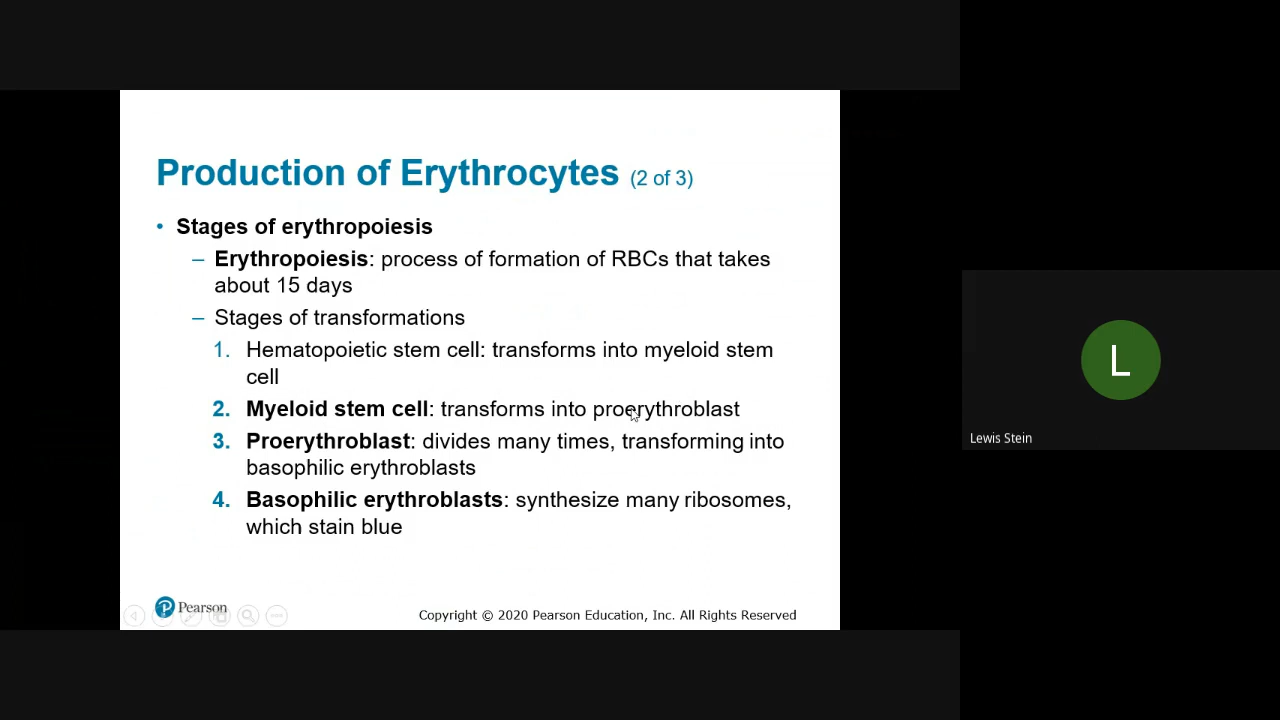 Production of Erythrocytes (2 of 3)
• Stages of erythropoiesis
– Erythropoiesis: process of formation of RBCs that takes
about 15 days
– Stages of transformations
1. Hematopoietic stem cell: transforms into myeloid stem
cell
2. Myeloid stem cell: transforms into proerythroblast
3. Proerythroblast: divides many times, transforming into
basophilic erythroblasts
4. Basophilic erythroblasts: synthesize many ribosomes,
which stain blue
P Pearson
Copyright © 2020 Pearson Education, Inc. All Rights Reserved
L
Lewis Stein